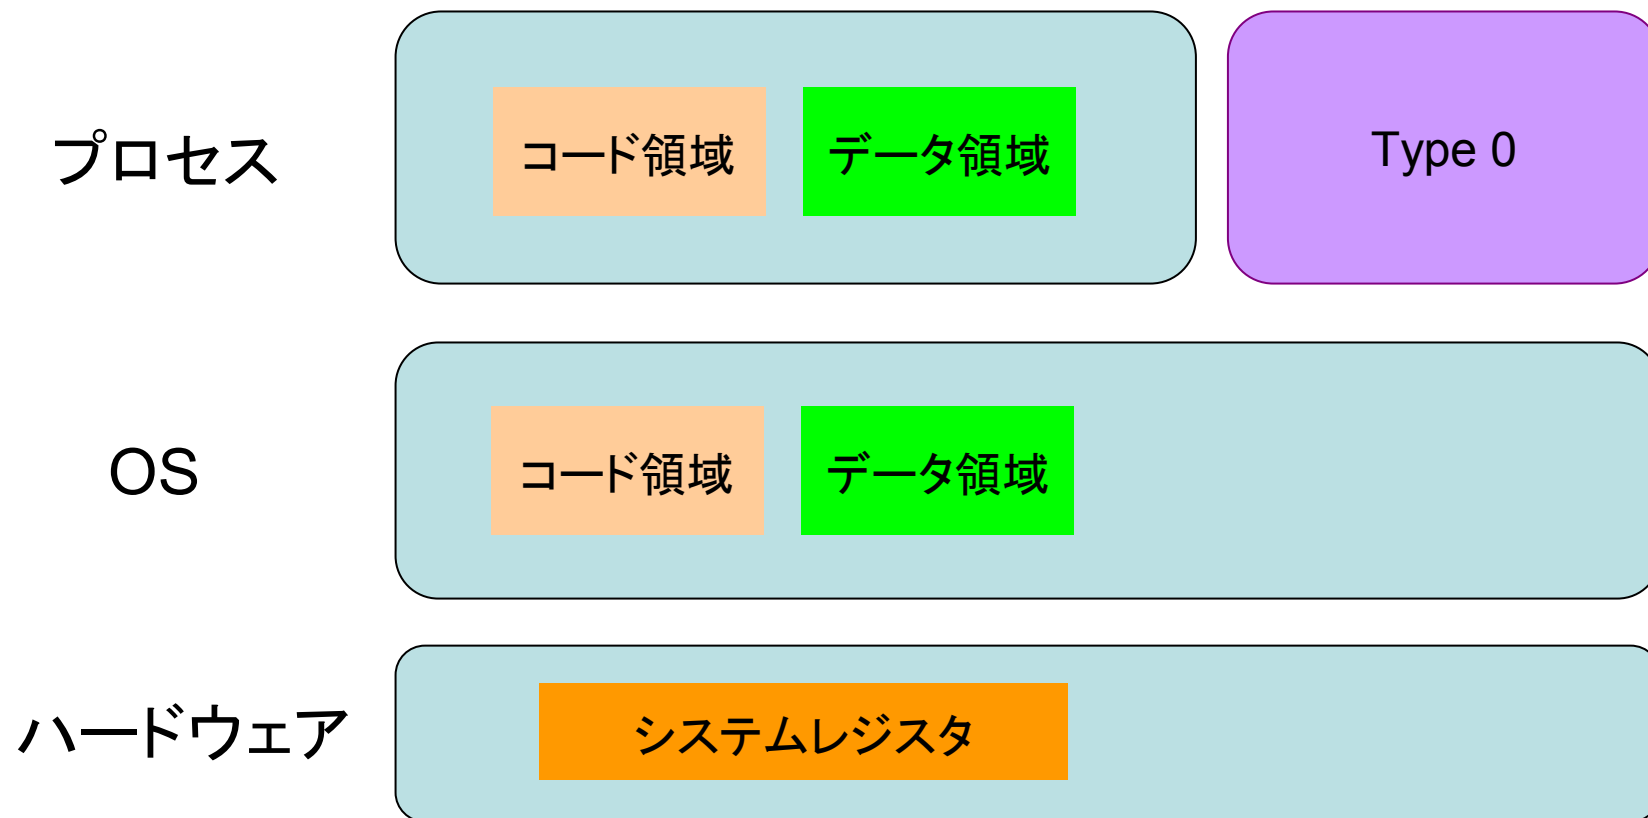 プロセス
コード領域
データ領域
Type 0
OS
コード領域
データ領域
ハードウェア
システムレジスタ